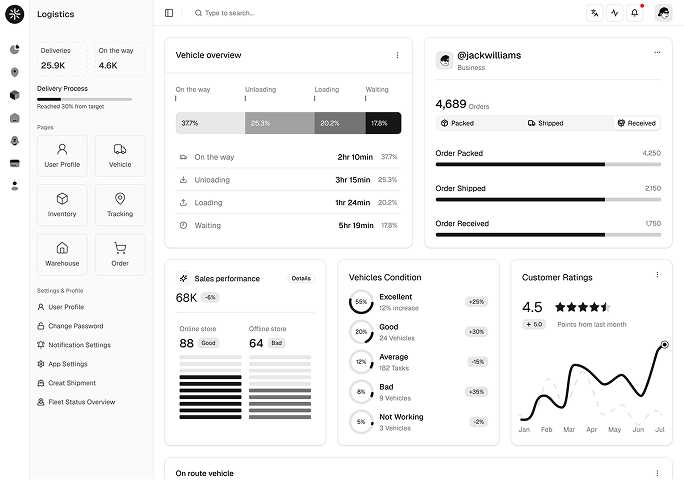 Logistics
Type to search...
Deliveries
25.9K
On the way
4.6K
Delivery Process
Reached 30% from target
Pages
User Profile
Vehicle
Inventory
Tracking
Warehouse
Order
Settings & Profile
User Profile
Change Password
Notification Settings
App Settings
Creat Shipment
Fleet Status Overview
Vehicle overview
On the way
Unloading
Loading
Waiting
37.7%
25.3%
20.2%
17.8%
On the way 2hr 10min 37.7%
Unloading 3hr 15min 25.3%
Loading 1hr 24min 20.2%
Waiting 5hr 19min 17.8%
@jackwilliams
Business
4,689 Orders
Packed
Shipped
Received
Order Packed 4,250
Order Shipped 2,150
Order Received 1,750
Sales performance
Details
68K -6%
Online store
88 Good
Offline store
64 Bad
Vehicles Condition
55% Excellent +25%
12% increase
20% Good +30%
24 Vehicles
12% Average -15%
182 Tasks
8% Bad +35%
9 Vehicles
5% Not Working -2%
3 Vehicles
Customer Ratings
4.5
+ 5.0 Points from last month
Jan Feb Mar Apr May Jun Jul
On route vehicle